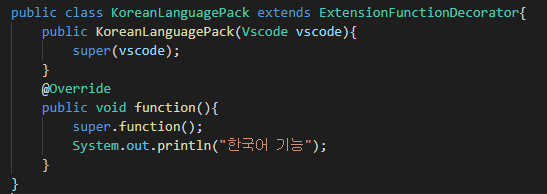 public class KoreanLanguagePack extends ExtensionFunctionDecorator{
    public KoreanLanguagePack(Vscode vscode){
        super(vscode);
    }
    @Override
    public void function(){
        super.function();
        System.out.println("한국어 기능");
    }
}